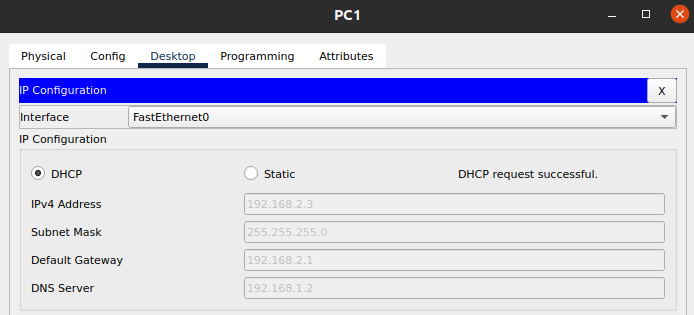 PC1
Physical Config Desktop Programming Attributes
IP Configuration X
Interface FastEthernet0
IP Configuration
DHCP Static DHCP request successful.
IPv4 Address 192.168.2.3
Subnet Mask 255.255.255.0
Default Gateway 192.168.2.1
DNS Server 192.168.1.2